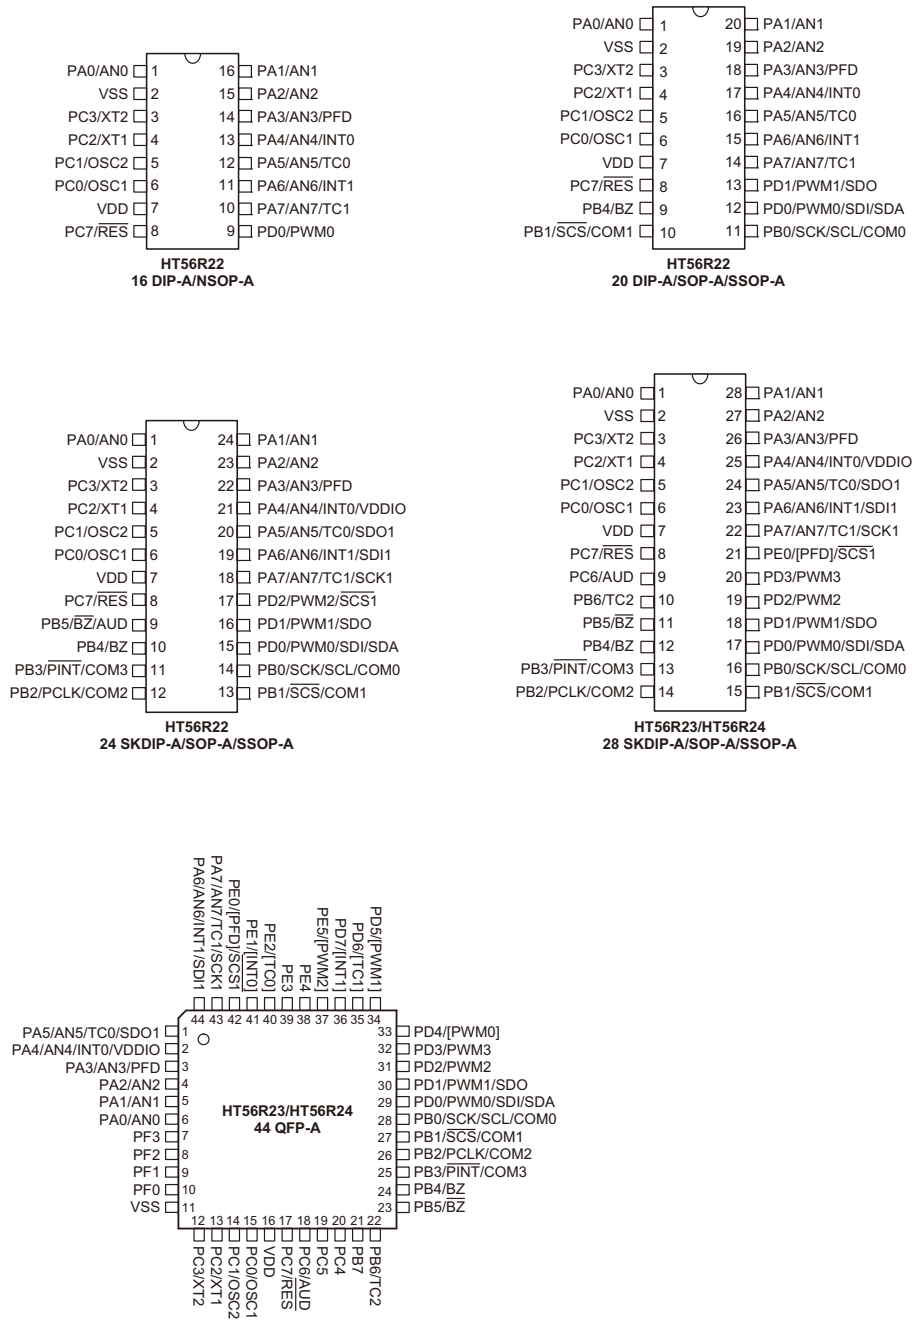 PA0/AN0 1 16 PA1/AN1
VSS 2 15 PA2/AN2
PC3/XT2 3 14 PA3/AN3/PFD
PC2/XT1 4 13 PA4/AN4/INT0
PC1/OSC2 5 12 PA5/AN5/TC0
PC0/OSC1 6 11 PA6/AN6/INT1
VDD 7 10 PA7/AN7/TC1
PC7/RES 8 9 PD0/PWM0
HT56R22
16 DIP-A/NSOP-A
PA0/AN0 1 20 PA1/AN1
VSS 2 19 PA2/AN2
PC3/XT2 3 18 PA3/AN3/PFD
PC2/XT1 4 17 PA4/AN4/INT0
PC1/OSC2 5 16 PA5/AN5/TC0
PC0/OSC1 6 15 PA6/AN6/INT1
VDD 7 14 PA7/AN7/TC1
PC7/RES 8 13 PD1/PWM1/SDO
PB4/BZ 9 12 PD0/PWM0/SDI/SDA
PB1/SCS/COM1 10 11 PB0/SCK/SCL/COM0
HT56R22
20 DIP-A/SOP-A/SSOP-A
PA0/AN0 1 24 PA1/AN1
VSS 2 23 PA2/AN2
PC3/XT2 3 22 PA3/AN3/PFD
PC2/XT1 4 21 PA4/AN4/INT0/VDDIO
PC1/OSC2 5 20 PA5/AN5/TC0/SDO1
PC0/OSC1 6 19 PA6/AN6/INT1/SDI1
VDD 7 18 PA7/AN7/TC1/SCK1
PC7/RES 8 17 PD2/PWM2/SCS1
PB5/BZ/AUD 9 16 PD1/PWM1/SDO
PB4/BZ 10 15 PD0/PWM0/SDI/SDA
PB3/PINT/COM3 11 14 PB0/SCK/SCL/COM0
PB2/PCLK/COM2 12 13 PB1/SCS/COM1
HT56R22
24 SKDIP-A/SOP-A/SSOP-A
PA0/AN0 1 28 PA1/AN1
VSS 2 27 PA2/AN2
PC3/XT2 3 26 PA3/AN3/PFD
PC2/XT1 4 25 PA4/AN4/INT0/VDDIO
PC1/OSC2 5 24 PA5/AN5/TC0/SDO1
PC0/OSC1 6 23 PA6/AN6/INT1/SDI1
VDD 7 22 PA7/AN7/TC1/SCK1
PC7/RES 8 21 PE0/[PFD]/SCS1
PC6/AUD 9 20 PD3/PWM3
PB6/TC2 10 19 PD2/PWM2
PB5/BZ 11 18 PD1/PWM1/SDO
PB4/BZ 12 17 PD0/PWM0/SDI/SDA
PB3/PINT/COM3 13 16 PB0/SCK/SCL/COM0
PB2/PCLK/COM2 14 15 PB1/SCS/COM1
HT56R23/HT56R24
28 SKDIP-A/SOP-A/SSOP-A
PA6/AN6/INT1/SDI1
PA7/AN7/TC1/SCK1
PE0/[PFD]/SCS1
PE1/[INT0]
PE2/[TC0]
PE3
PE4
PE5/[PWM2]
PD7/[INT1]
PD6/[TC1]
PD5/[PWM1]
44 43 42 41 40 39 38 37 36 35 34
PA5/AN5/TC0/SDO1 1 33 PD4/[PWM0]
PA4/AN4/INT0/VDDIO 2 32 PD3/PWM3
PA3/AN3/PFD 3 31 PD2/PWM2
PA2/AN2 4 30 PD1/PWM1/SDO
PA1/AN1 5 29 PD0/PWM0/SDI/SDA
PA0/AN0 6 28 PB0/SCK/SCL/COM0
PF3 7 27 PB1/SCS/COM1
PF2 8 26 PB2/PCLK/COM2
PF1 9 25 PB3/PINT/COM3
PF0 10 24 PB4/BZ
VSS 11 23 PB5/BZ
HT56R23/HT56R24
44 QFP-A
12 13 14 15 16 17 18 19 20 21 22
PC3/XT2
PC2/XT1
PC1/OSC2
PC0/OSC1
VDD
PC7/RES
PC6/AUD
PC5
PC4
PB7
PB6/TC2